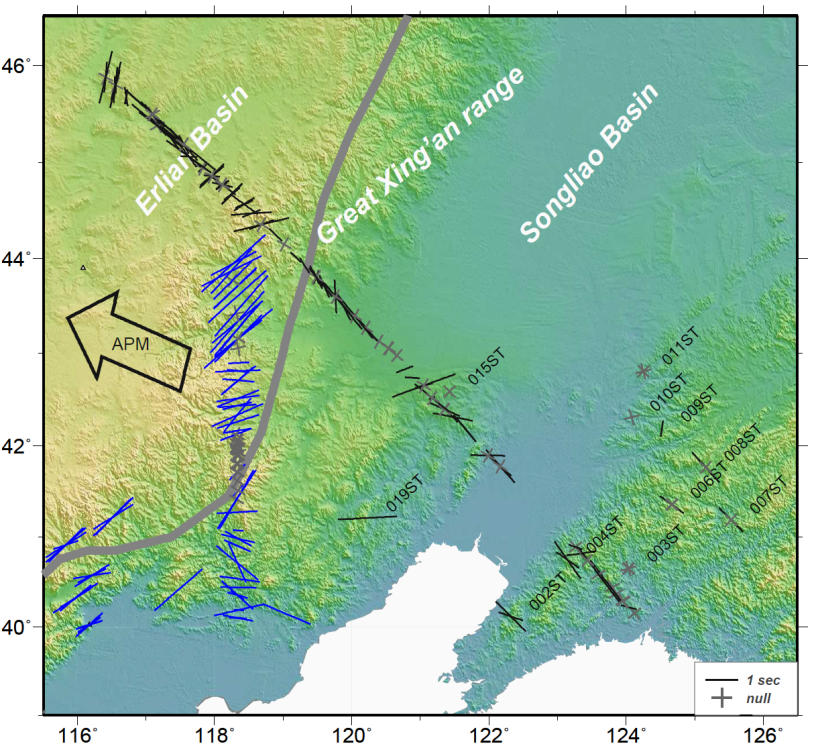 46°
44°
42°
40°
Erlian Basin
Great Xing'an range
Songliao Basin
APM
015ST
011ST
010ST
009ST
019ST
008ST
006ST
007ST
004ST
003ST
002ST
1 sec
null
116°
118°
120°
122°
124°
126°